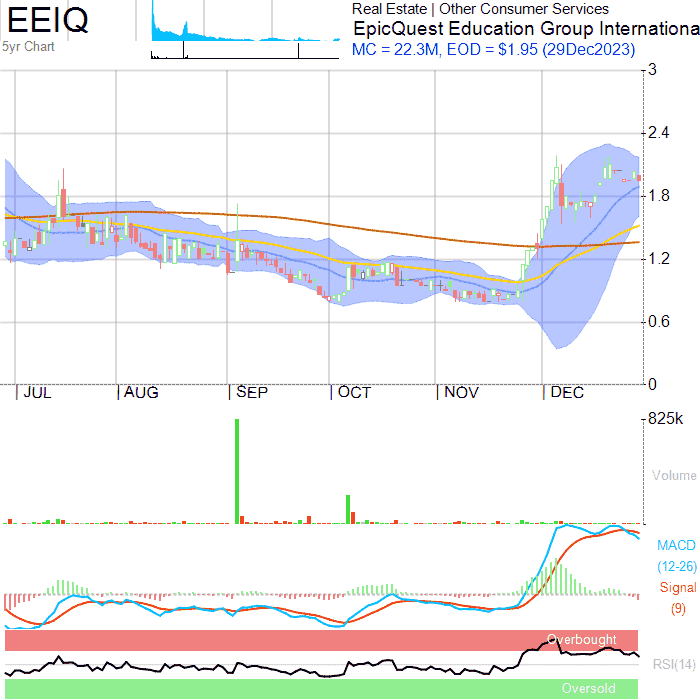 EEIQ
5yr Chart
Real Estate | Other Consumer Services
EpicQuest Education Group Internationa
MC = 22.3M, EOD = $1.95 (29Dec2023)
3
2.4
1.8
1.2
0.6
0
JUL AUG SEP OCT NOV DEC
825k
Volume
MACD
(12-26)
Signal
(9)
Overbought
RSI(14)
Oversold